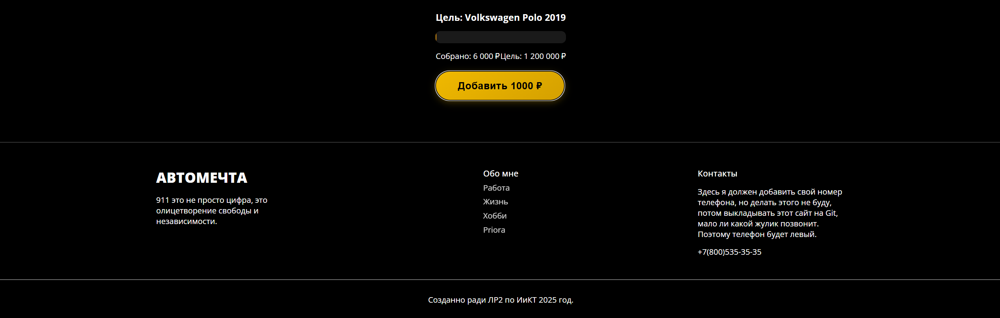 Цель: Volkswagen Polo 2019
Собрано: 6 000 ₽Цель: 1 200 000 ₽
Добавить 1000 ₽
АВТОМЕЧТА
911 это не просто цифра, это
олицетворение свободы и
независимости.
Обо мне
Работа
Жизнь
Хобби
Priora
Контакты
Здесь я должен добавить свой номер
телефона, но делать этого не буду,
потом выкладывать этот сайт на Git,
мало ли какой жулик позвонит.
Поэтому телефон будет левый.
+7(800)535-35-35
Созданно ради ЛР2 по ИиКТ 2025 год.